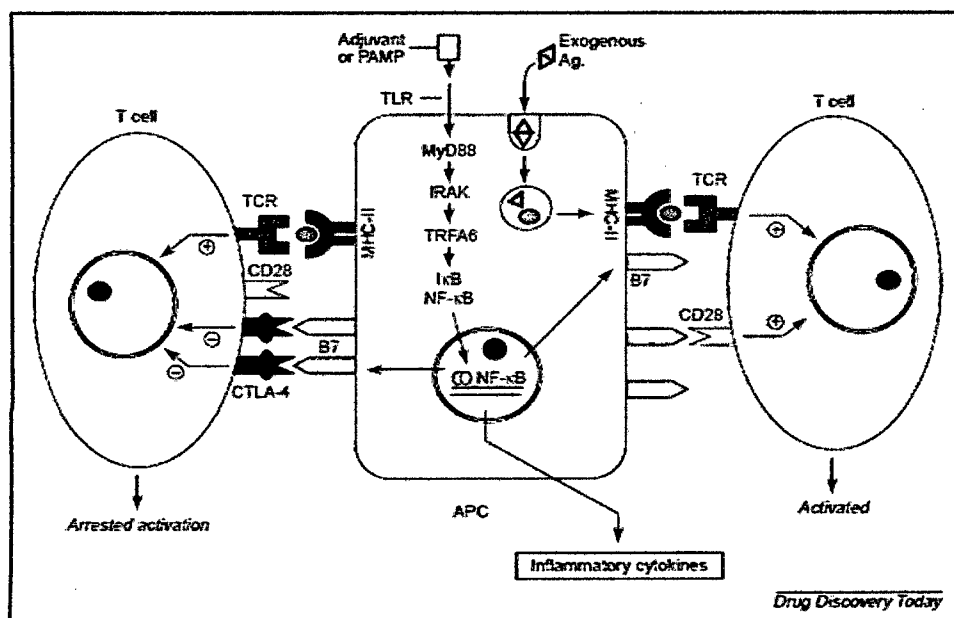 Adjuvant
or PAMP
Exogenous
Ag.
TLR
T cell
T cell
MyD88
IRAK
TRFA6
IκB
NF-κB
TCR
MHC-II
MHC-II
TCR
+
CD28
+
B7
CD28
+
−
B7
−
CTLA-4
NF-κB
Arrested activation
APC
Activated
Inflammatory cytokines
Drug Discovery Today